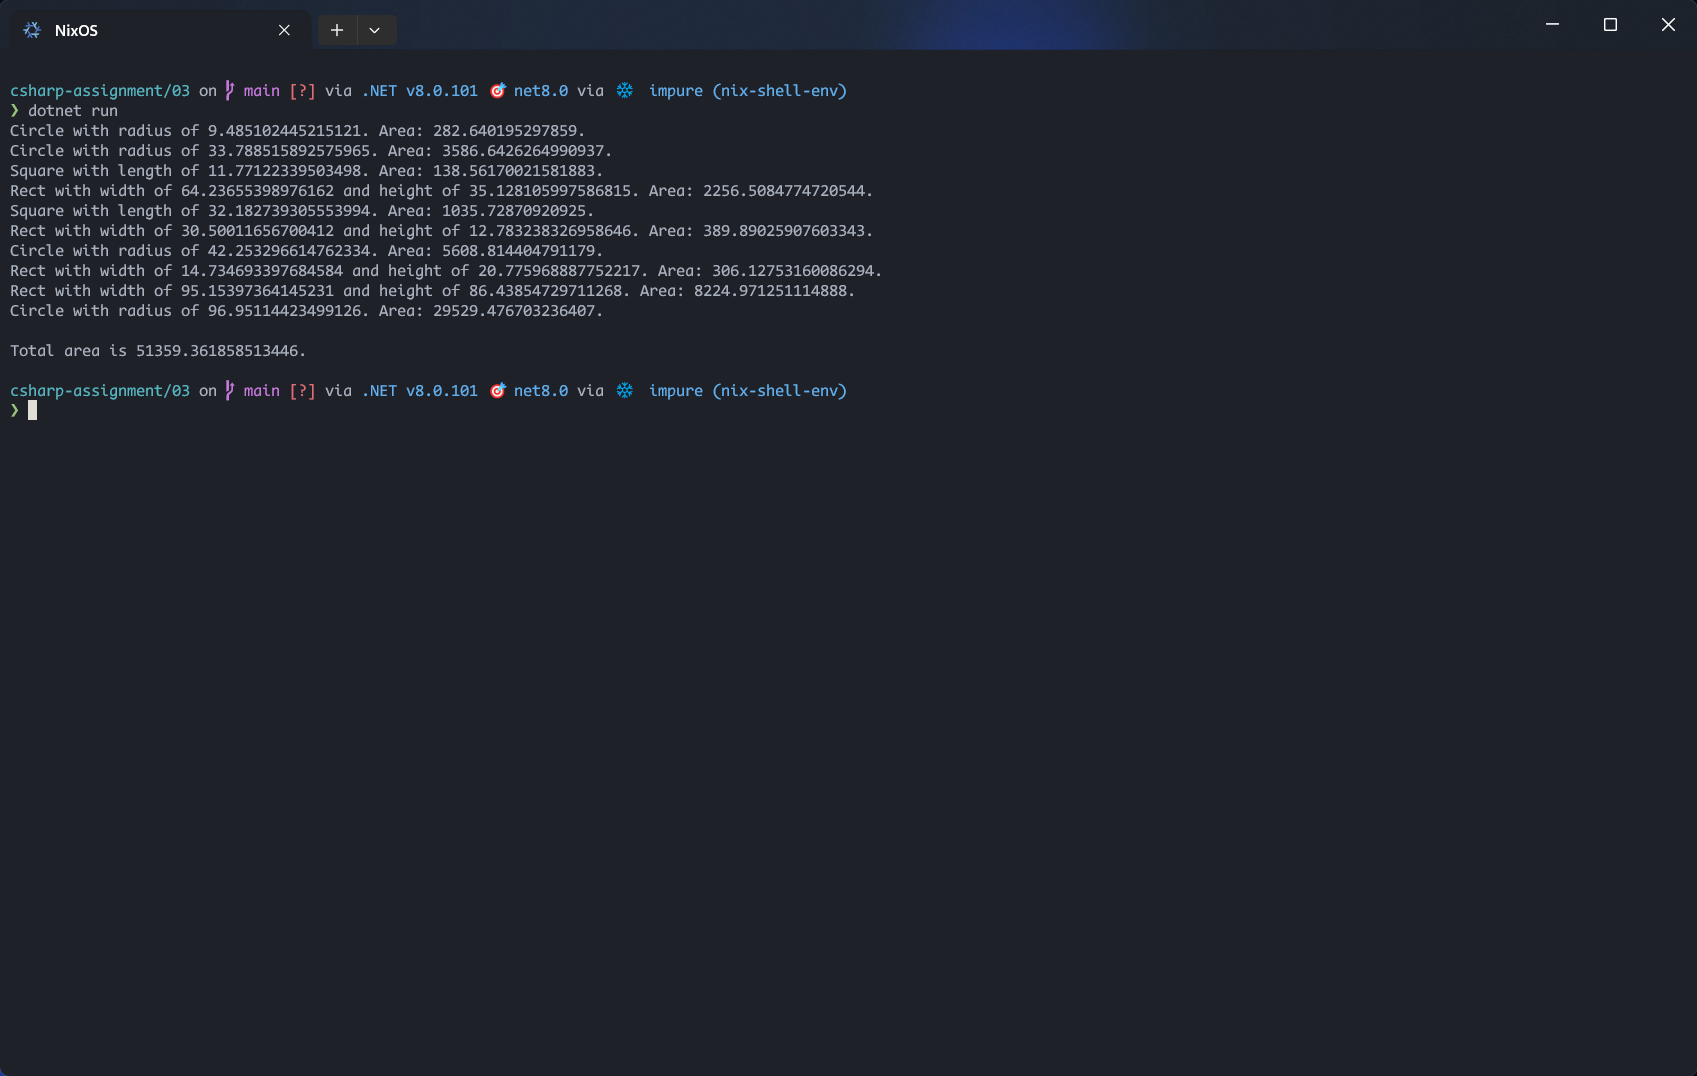 NixOS
csharp-assignment/03 on main [?] via .NET v8.0.101 🎯 net8.0 via ❄ impure (nix-shell-env)
❯ dotnet run
Circle with radius of 9.485102445215121. Area: 282.640195297859.
Circle with radius of 33.788515892575965. Area: 3586.6426264990937.
Square with length of 11.77122339503498. Area: 138.56170021581883.
Rect with width of 64.23655398976162 and height of 35.128105997586815. Area: 2256.5084774720544.
Square with length of 32.182739305553994. Area: 1035.72870920925.
Rect with width of 30.50011656700412 and height of 12.783238326958646. Area: 389.89025907603343.
Circle with radius of 42.253296614762334. Area: 5608.814404791179.
Rect with width of 14.734693397684584 and height of 20.775968887752217. Area: 306.12753160086294.
Rect with width of 95.15397364145231 and height of 86.43854729711268. Area: 8224.971251114888.
Circle with radius of 96.95114423499126. Area: 29529.476703236407.
Total area is 51359.361858513446.
csharp-assignment/03 on main [?] via .NET v8.0.101 🎯 net8.0 via ❄ impure (nix-shell-env)
❯